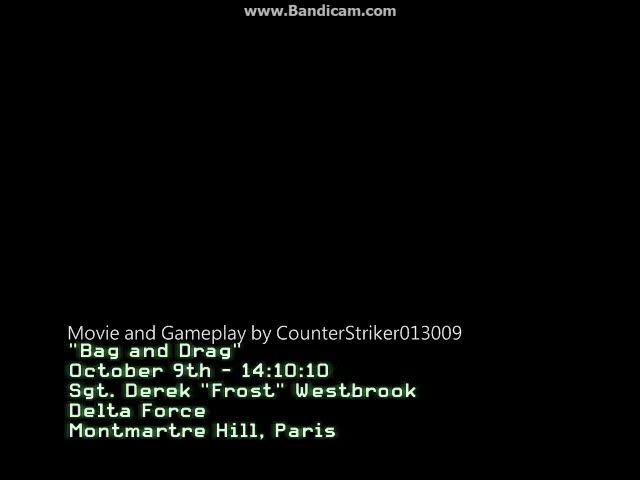 www.Bandicam.com
Movie and Gameplay by CounterStriker013009
"Bag and Drag"
October 9th - 14:10:10
Sgt. Derek "Frost" Westbrook
Delta Force
Montmartre Hill, Paris